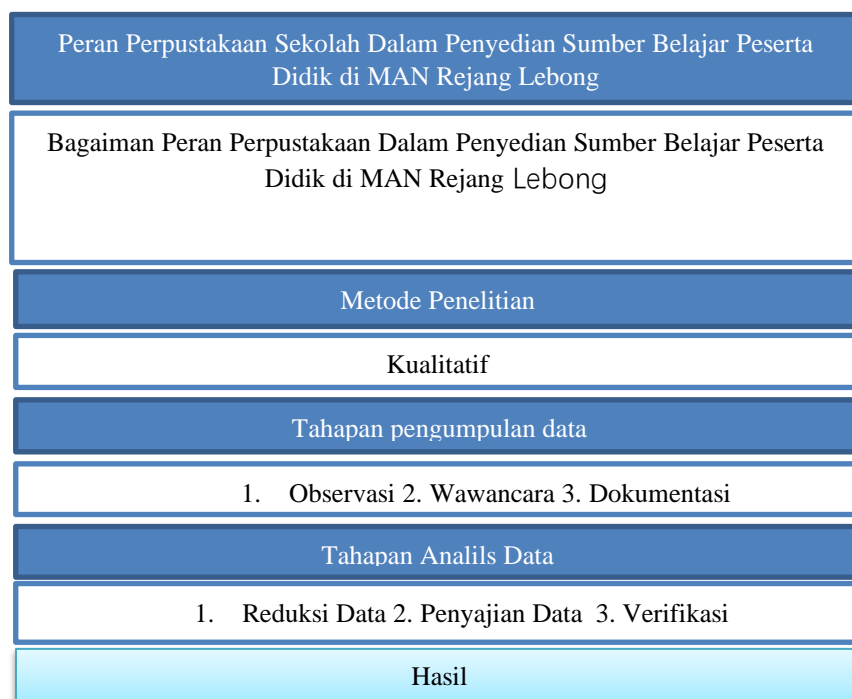 Peran Perpustakaan Sekolah Dalam Penyedian Sumber Belajar Peserta
Didik di MAN Rejang Lebong
Bagaiman Peran Perpustakaan Dalam Penyedian Sumber Belajar Peserta
Didik di MAN Rejang Lebong
Metode Penelitian
Kualitatif
Tahapan pengumpulan data
1. Observasi 2. Wawancara 3. Dokumentasi
Tahapan Analils Data
1. Reduksi Data 2. Penyajian Data 3. Verifikasi
Hasil